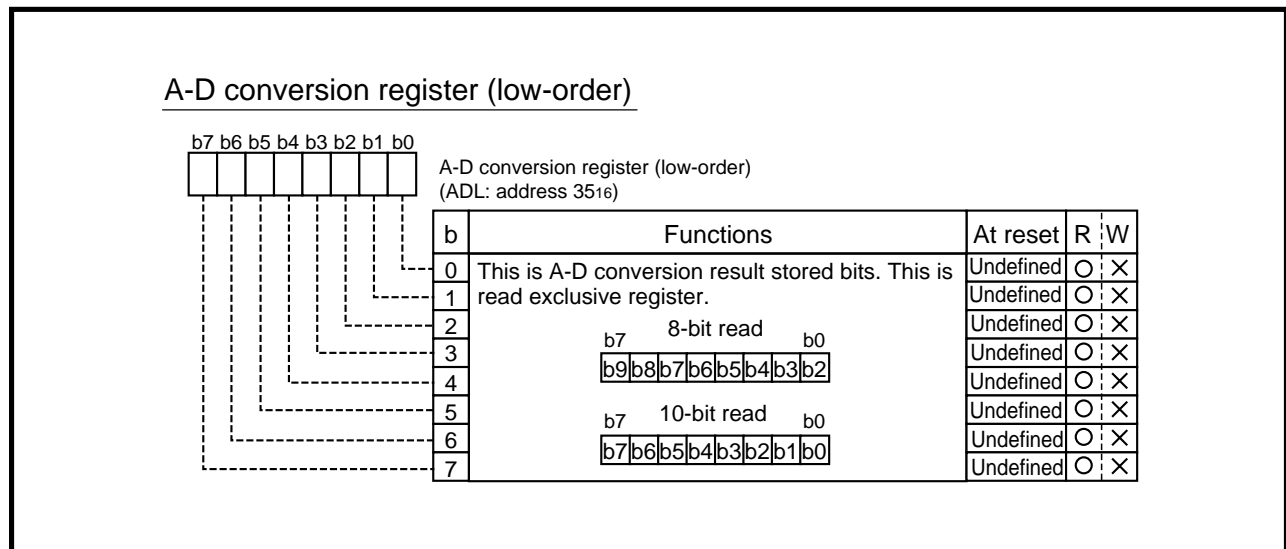 A-D conversion register (low-order)
b7 b6 b5 b4 b3 b2 b1 b0
A-D conversion register (low-order)
(ADL: address 3516)
b Functions At reset R W
0 This is A-D conversion result stored bits. This is Undefined O ×
1 read exclusive register. Undefined O ×
2 8-bit read Undefined O ×
b7 b0
3 Undefined O ×
b9 b8 b7 b6 b5 b4 b3 b2
4 Undefined O ×
5 10-bit read Undefined O ×
b7 b0
6 Undefined O ×
b7 b6 b5 b4 b3 b2 b1 b0
7 Undefined O ×